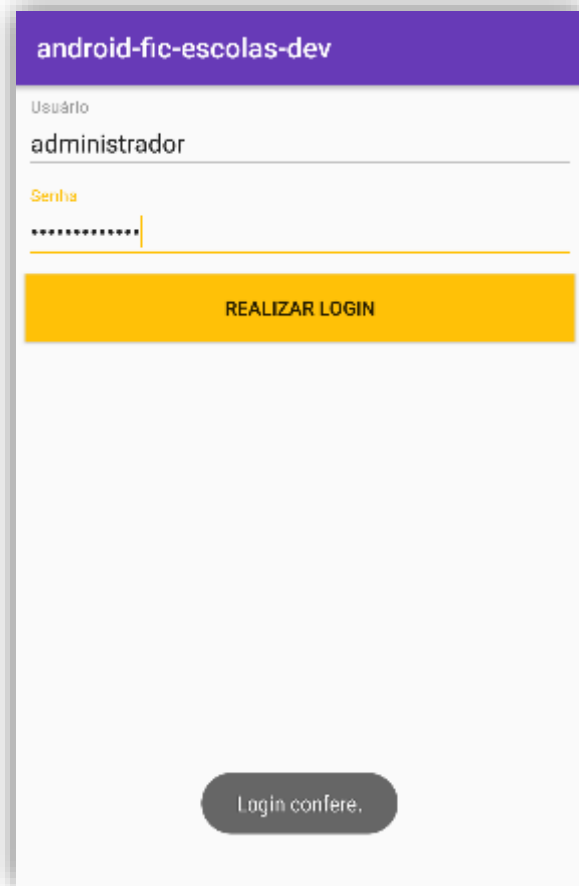 android-fic-escolas-dev
Usuário
administrador
Senha
•••••••••••••
REALIZAR LOGIN
Login confere.